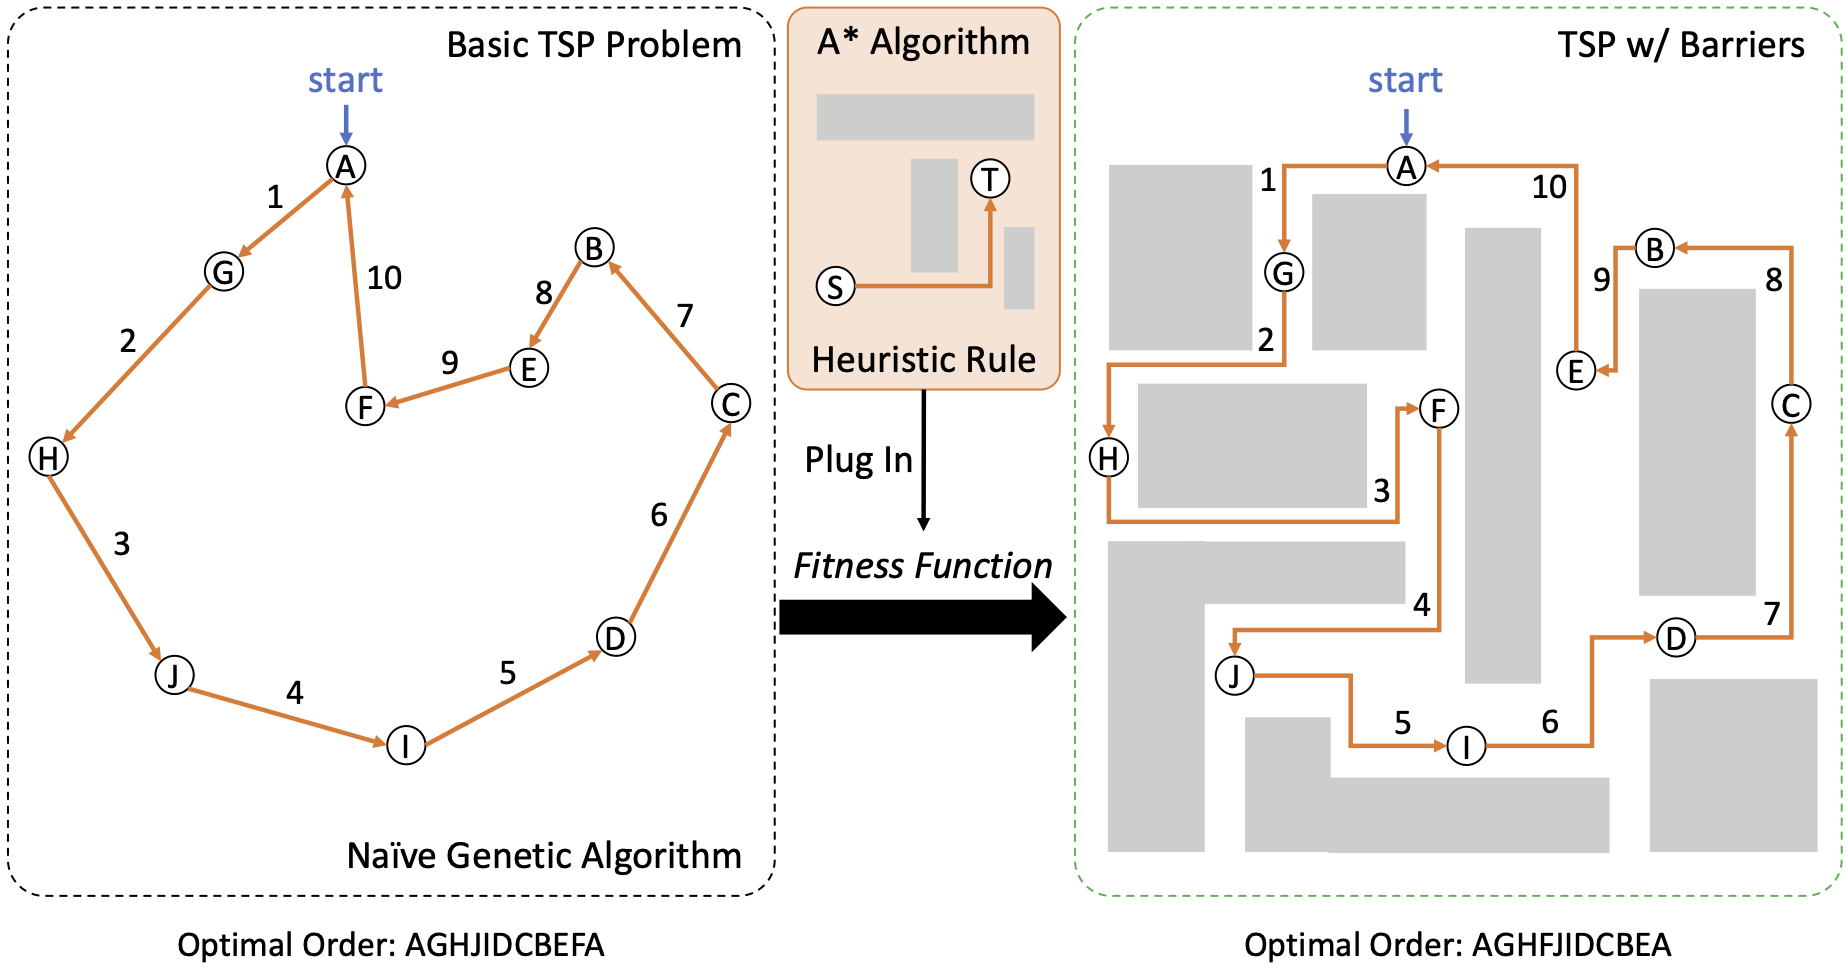 Basic TSP Problem
start
A
1
G
10
B
2
8
7
9
E
F
C
H
3
6
J
4
5
D
I
Naïve Genetic Algorithm
Optimal Order: AGHJIDCBEFA
A* Algorithm
T
S
Heuristic Rule
Plug In
Fitness Function
TSP w/ Barriers
start
A
1
10
G
B
9
8
2
E
F
C
H
3
4
7
D
J
5
6
I
Optimal Order: AGHFJIDCBEA